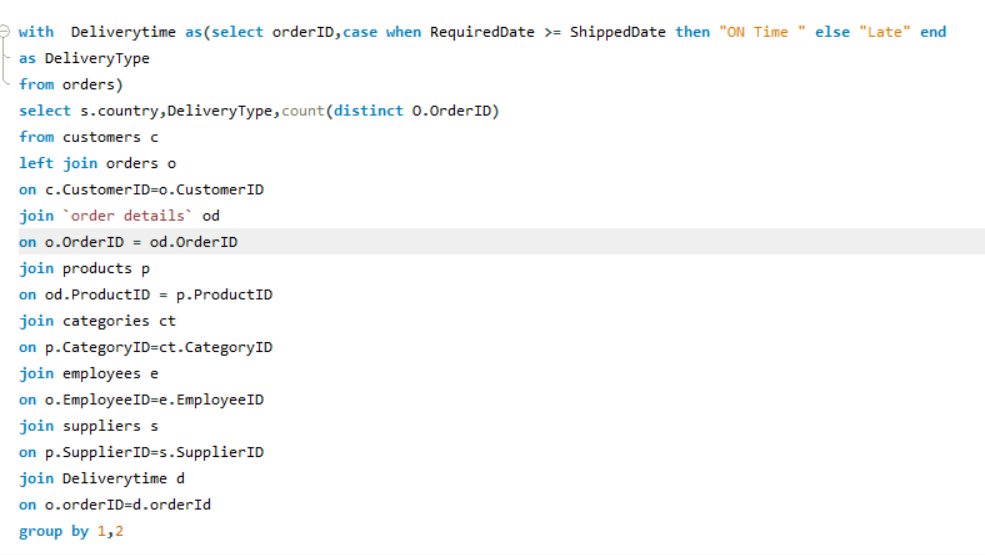 with  Deliverytime as(select orderID,case when RequiredDate >= ShippedDate then "ON Time " else "Late" end
as DeliveryType
from orders)
select s.country,DeliveryType,count(distinct O.OrderID)
from customers c
left join orders o
on c.CustomerID=o.CustomerID
join `order details` od
on o.OrderID = od.OrderID
join products p
on od.ProductID = p.ProductID
join categories ct
on p.CategoryID=ct.CategoryID
join employees e
on o.EmployeeID=e.EmployeeID
join suppliers s
on p.SupplierID=s.SupplierID
join Deliverytime d
on o.orderID=d.orderId
group by 1,2